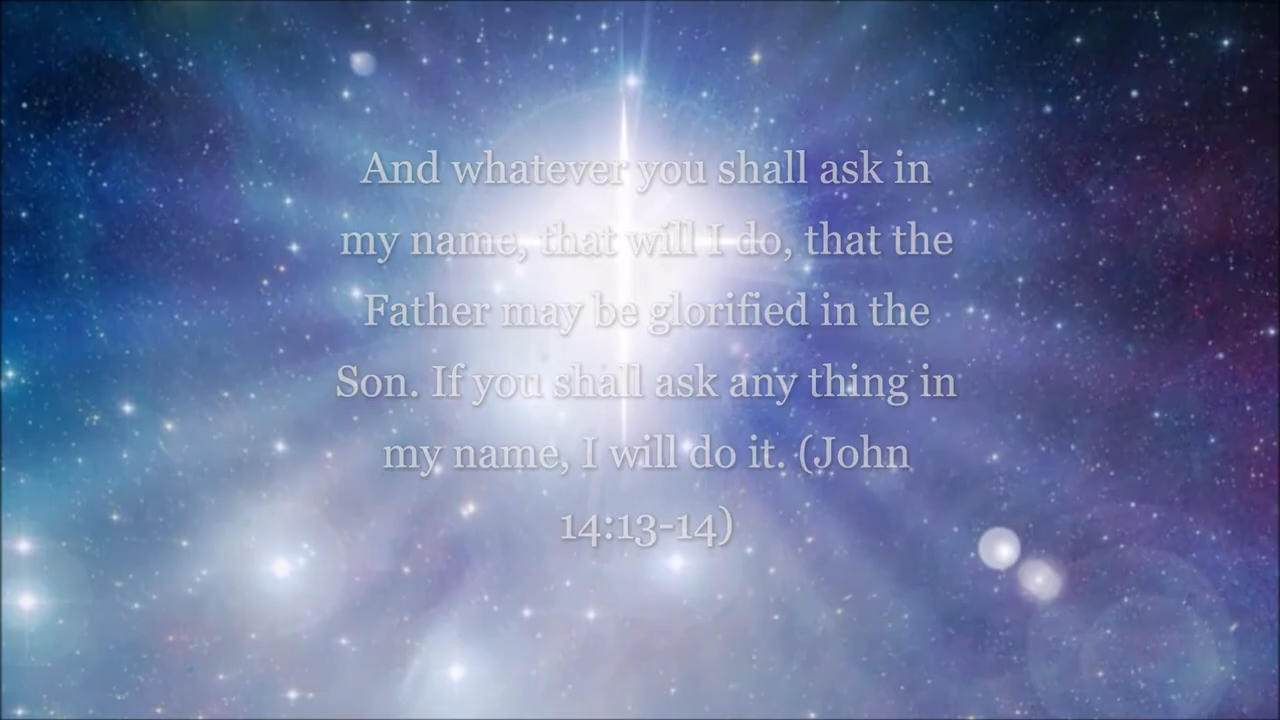 And whatever you shall ask in
my name, that will I do, that the
Father may be glorified in the
Son. If you shall ask any thing in
my name, I will do it. (John
14:13-14)